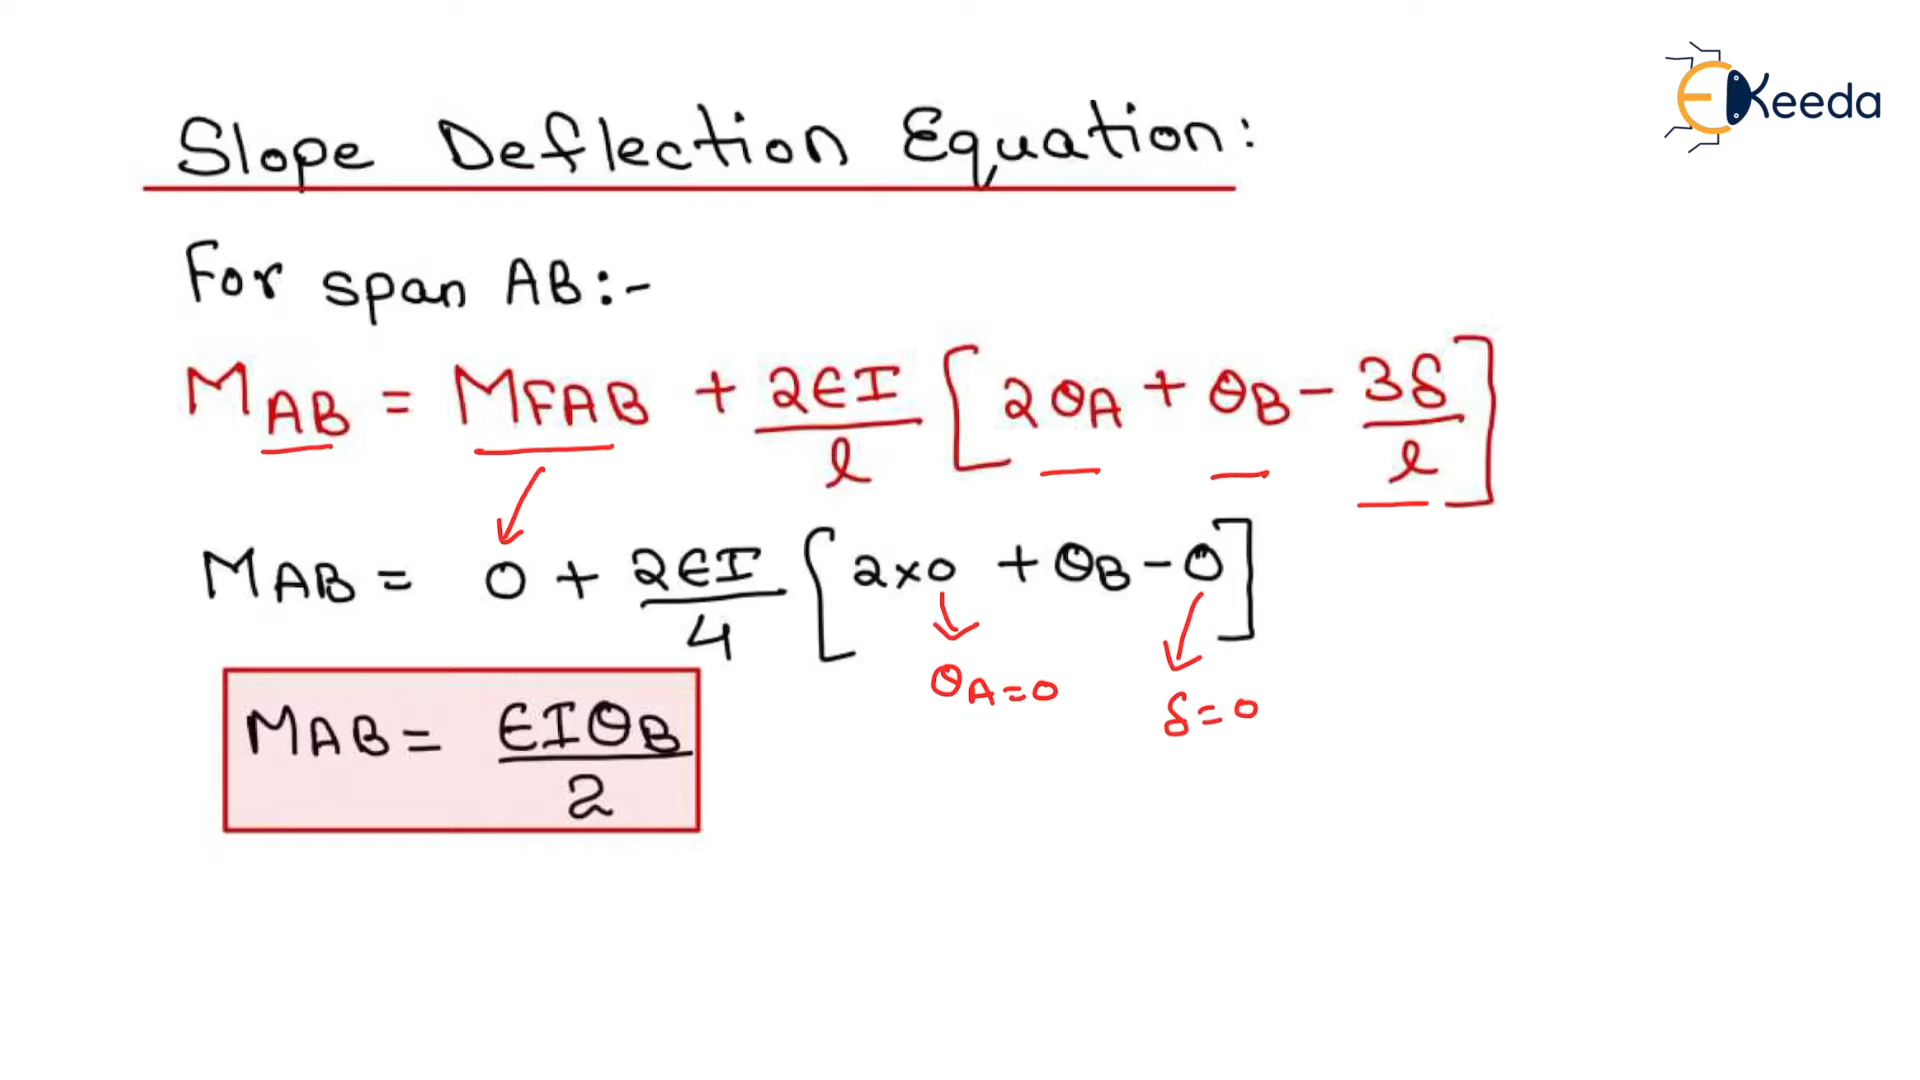 EKeeda
Slope Deflection Equation:
For span AB:-
MAB = MFAB + 2EI/l [2θA + θB - 3δ/l]
MAB = 0 + 2EI/4 [2×0 + θB - 0]
θA=0
δ=0
MAB = EIθB/2